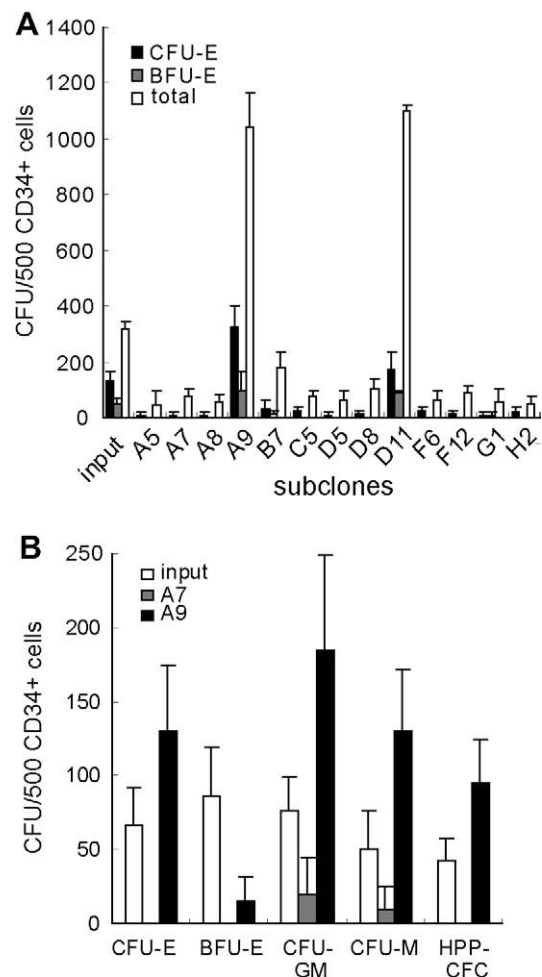 A
1400
1200
1000
800
600
400
200
0
CFU/500 CD34+ cells
CFU-E
BFU-E
total
input
A5
A7
A8
A9
B7
C5
D5
D8
D11
F6
F12
G1
H2
subclones
B
250
200
150
100
50
0
CFU/500 CD34+ cells
input
A7
A9
CFU-E
BFU-E
CFU-
GM
CFU-M
HPP-
CFC